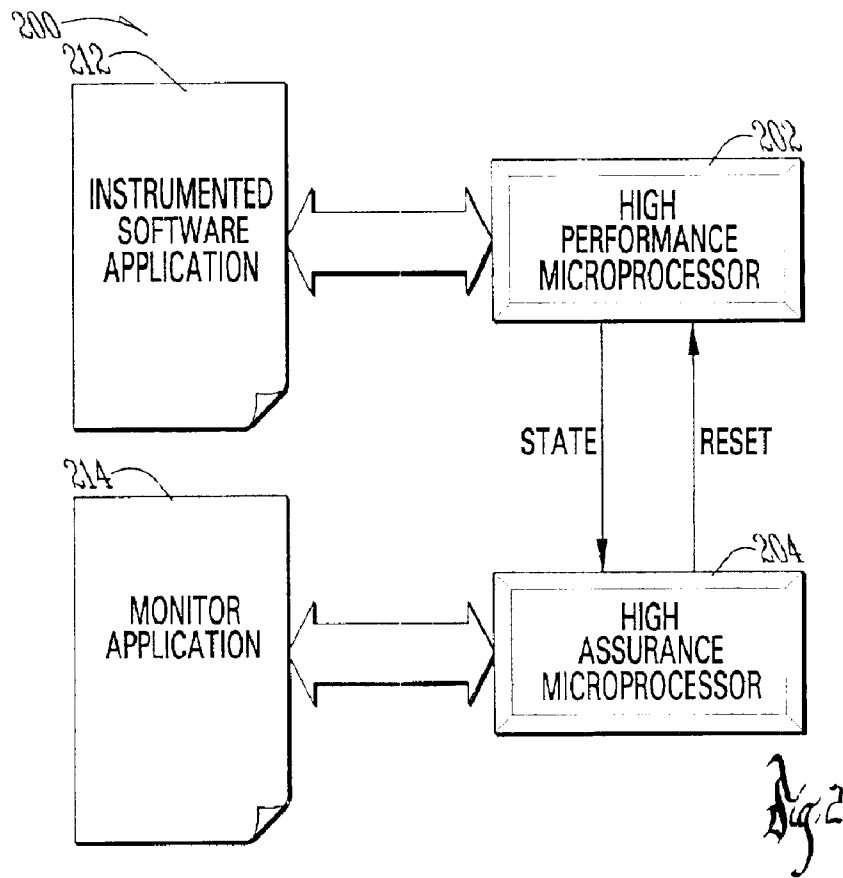 200
212
INSTRUMENTED
SOFTWARE
APPLICATION
202
HIGH
PERFORMANCE
MICROPROCESSOR
STATE
RESET
214
MONITOR
APPLICATION
204
HIGH
ASSURANCE
MICROPROCESSOR
Fig. 2